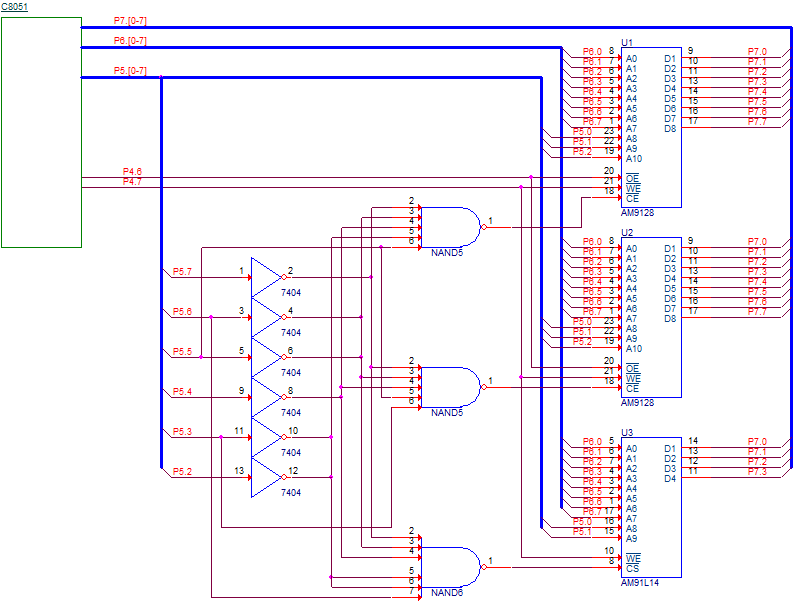 C8051
P7.[0-7]
P6.[0-7]
P5.[0-7]
P4.6
P4.7
U1
P6.0 8 A0 D1 9 P7.0
P6.1 7 A1 D2 10 P7.1
P6.2 6 A2 D3 11 P7.2
P6.3 5 A3 D4 13 P7.3
P6.4 4 A4 D5 14 P7.4
P6.5 3 A5 D6 15 P7.5
P6.6 2 A6 D7 16 P7.6
P6.7 1 A7 D8 17 P7.7
P5.0 23 A8
P5.1 22 A9
P5.2 19 A10
20 OE
21 WE
18 CE
AM9128
2
3
4
5
6
1
NAND5
U2
P6.0 8 A0 D1 9 P7.0
P6.1 7 A1 D2 10 P7.1
P6.2 6 A2 D3 11 P7.2
P6.3 5 A3 D4 13 P7.3
P6.4 4 A4 D5 14 P7.4
P6.5 3 A5 D6 15 P7.5
P6.6 2 A6 D7 16 P7.6
P6.7 1 A7 D8 17 P7.7
P5.0 23 A8
P5.1 22 A9
P5.2 19 A10
20 OE
21 WE
18 CE
AM9128
P5.7 1 2
7404
P5.6 3 4
7404
P5.5 5 6
7404
P5.4 9 8
7404
P5.3 11 10
7404
P5.2 13 12
7404
2
3
4
5
6
1
NAND5
U3
P6.0 5 A0 D1 14 P7.0
P6.1 6 A1 D2 13 P7.1
P6.2 7 A2 D3 12 P7.2
P6.3 4 A3 D4 11 P7.3
P6.4 3 A4
P6.5 2 A5
P6.6 1 A6
P6.7 17 A7
P5.0 16 A8
P5.1 15 A9
10 WE
8 CS
AM91L14
2
3
4
5
6
7
1
NAND6